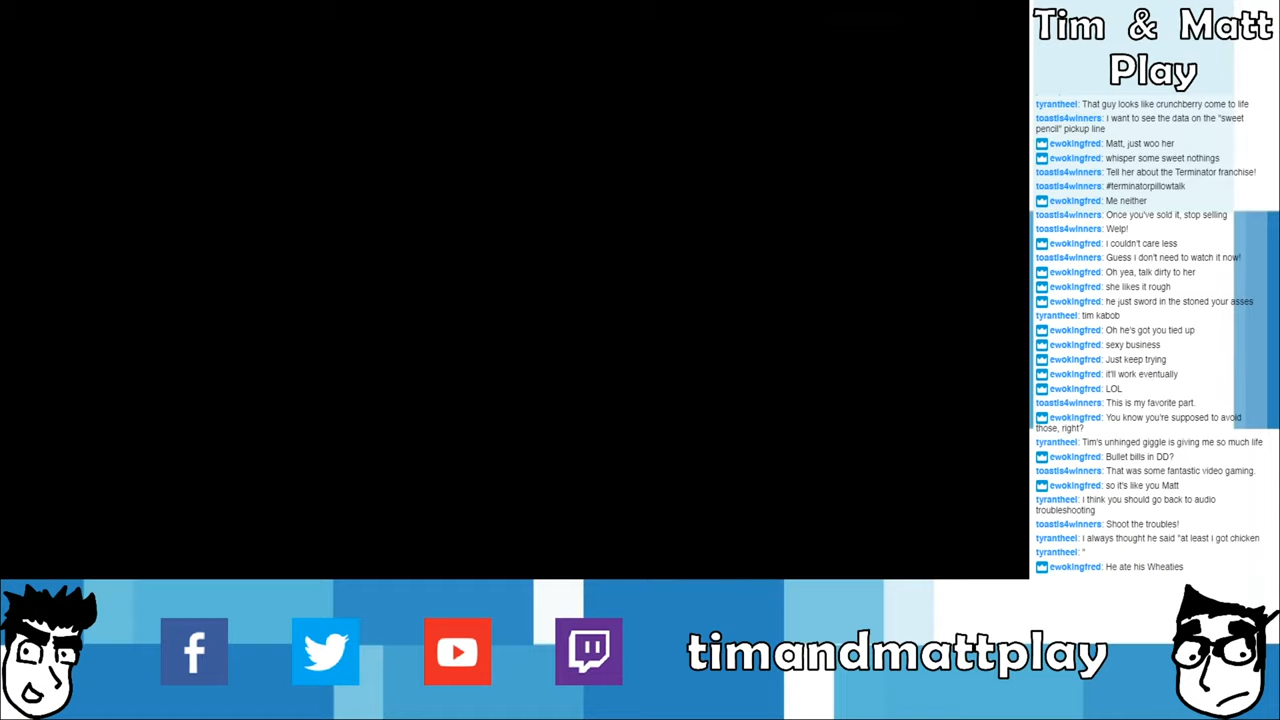 Tim & Matt
Play
tyrantheel: That guy looks like crunchberry come to life
toastis4winners: I want to see the data on the "sweet
pencil" pickup line
ewokingfred: Matt, just woo her
ewokingfred: whisper some sweet nothings
toastis4winners: Tell her about the Terminator franchise!
toastis4winners: #terminatorpillowtalk
ewokingfred: Me neither
toastis4winners: Once you've sold it, stop selling
toastis4winners: Welp!
ewokingfred: i couldn't care less
toastis4winners: Guess I don't need to watch it now!
ewokingfred: Oh yea, talk dirty to her
ewokingfred: she likes it rough
ewokingfred: he just sword in the stoned your asses
tyrantheel: tim kabob
ewokingfred: Oh he's got you tied up
ewokingfred: sexy business
ewokingfred: Just keep trying
ewokingfred: it'll work eventually
ewokingfred: LOL
toastis4winners: This is my favorite part.
ewokingfred: You know you're supposed to avoid
those, right?
tyrantheel: Tim's unhinged giggle is giving me so much life
ewokingfred: Bullet bills in DD?
toastis4winners: That was some fantastic video gaming.
ewokingfred: so it's like you Matt
tyrantheel: I think you should go back to audio
troubleshooting
toastis4winners: Shoot the troubles!
tyrantheel: I always thought he said "at least i got chicken
tyrantheel: "
ewokingfred: He ate his Wheaties
timandmattplay